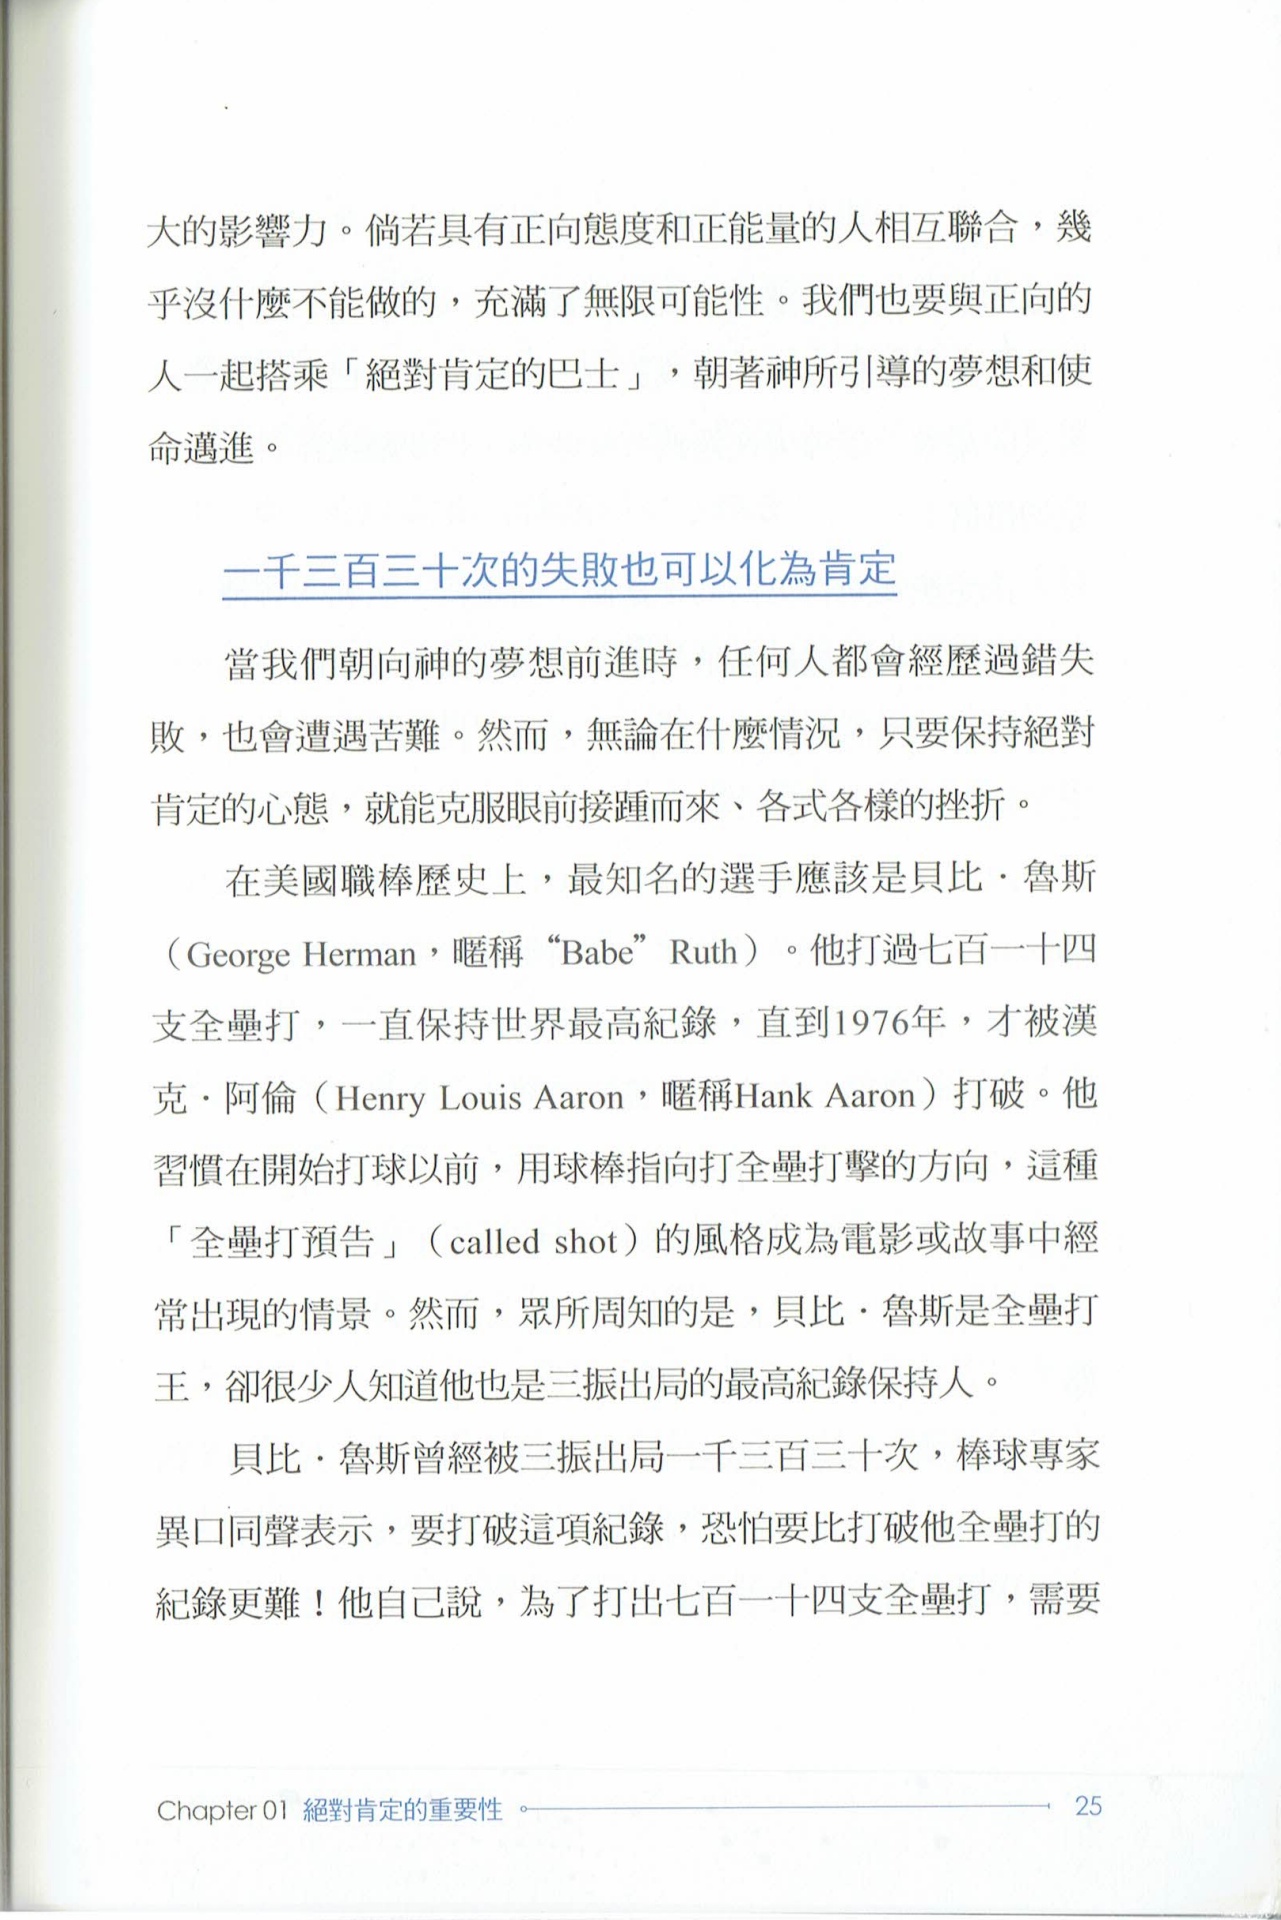 大的影響力。倘若具有正向態度和正能量的人相互聯合，幾
乎沒什麼不能做的，充滿了無限可能性。我們也要與正向的
人一起搭乘「絕對肯定的巴士」，朝著神所引導的夢想和使
命邁進。
一千三百三十次的失敗也可以化為肯定
當我們朝向神的夢想前進時，任何人都會經歷過錯失
敗，也會遭遇苦難。然而，無論在什麼情況，只要保持絕對
肯定的心態，就能克服眼前接踵而來、各式各樣的挫折。
在美國職棒歷史上，最知名的選手應該是貝比．魯斯
（George Herman，暱稱“Babe”Ruth）。他打過七百一十四
支全壘打，一直保持世界最高紀錄，直到1976年，才被漢
克．阿倫（Henry Louis Aaron，暱稱Hank Aaron）打破。他
習慣在開始打球以前，用球棒指向打全壘打擊的方向，這種
「全壘打預告」（called shot）的風格成為電影或故事中經
常出現的情景。然而，眾所周知的是，貝比．魯斯是全壘打
王，卻很少人知道他也是三振出局的最高紀錄保持人。
貝比．魯斯曾經被三振出局一千三百三十次，棒球專家
異口同聲表示，要打破這項紀錄，恐怕要比打破他全壘打的
紀錄更難！他自己說，為了打出七百一十四支全壘打，需要
Chapter 01 絕對肯定的重要性 25